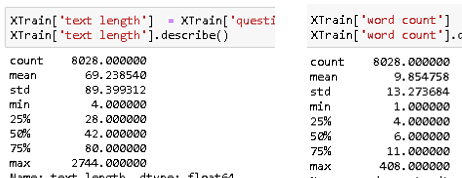 XTrain['text length'] = XTrain['questi
XTrain['text length'].describe()
count 8028.000000
mean 69.238540
std 89.399312
min 4.000000
25% 28.000000
50% 42.000000
75% 80.000000
max 2744.000000
Name: text length, dtype: float64
XTrain['word count']
XTrain['word count'].
count 8028.000000
mean 9.854758
std 13.273684
min 1.000000
25% 4.000000
50% 6.000000
75% 11.000000
max 408.000000